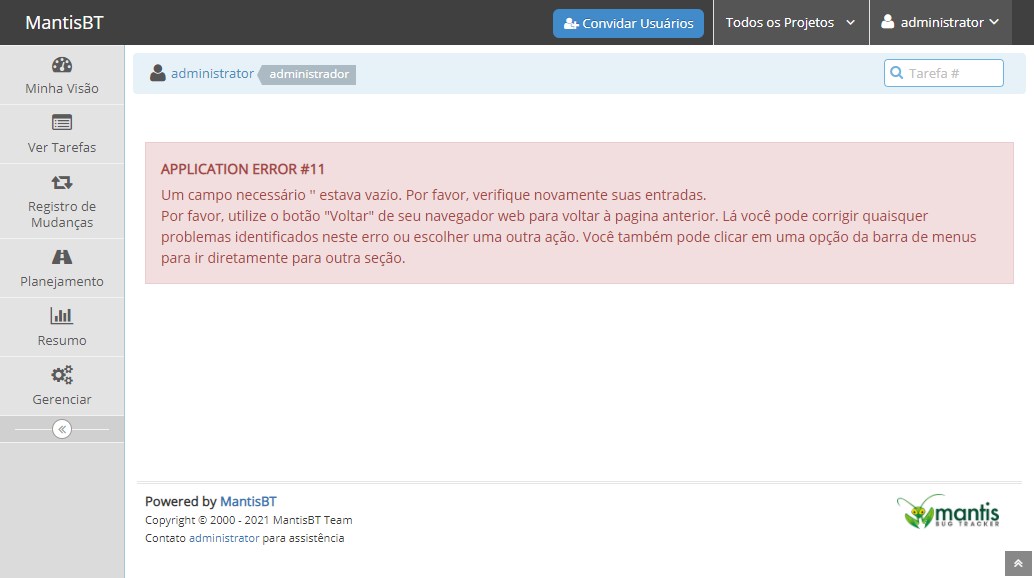 MantisBT
Convidar Usuários
Todos os Projetos
administrator
Minha Visão
Ver Tarefas
Registro de
Mudanças
Planejamento
Resumo
Gerenciar
administrator
administrador
Tarefa #
APPLICATION ERROR #11
Um campo necessário '' estava vazio. Por favor, verifique novamente suas entradas.
Por favor, utilize o botão "Voltar" de seu navegador web para voltar à pagina anterior. Lá você pode corrigir quaisquer
problemas identificados neste erro ou escolher uma outra ação. Você também pode clicar em uma opção da barra de menus
para ir diretamente para outra seção.
Powered by MantisBT
Copyright © 2000 - 2021 MantisBT Team
Contato administrator para assistência
mantis
BUG TRACKER